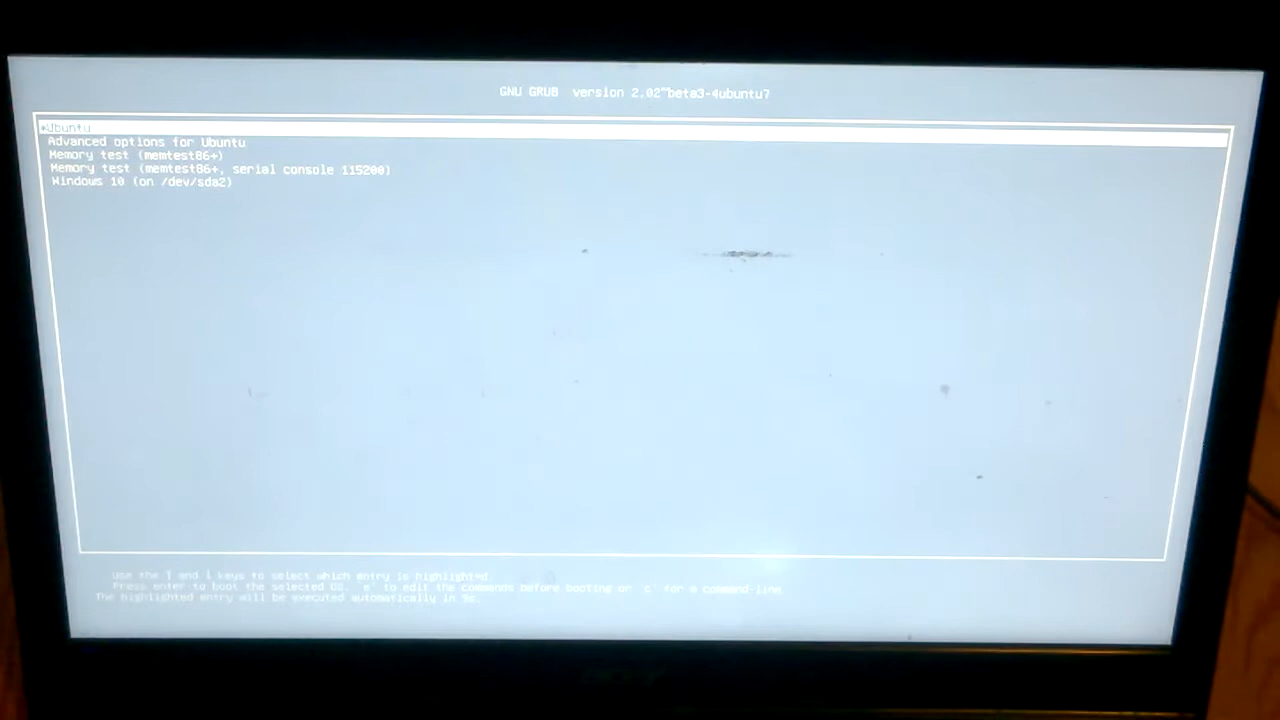 GNU GRUB version 2.02~beta3-4ubuntu7
*Ubuntu
Advanced options for Ubuntu
Memory test (memtest86+)
Memory test (memtest86+, serial console 115200)
Windows 10 (on /dev/sda2)
Use the ↑ and ↓ keys to select which entry is highlighted.
Press enter to boot the selected OS, `e' to edit the commands before booting or `c' for a command-line.
The highlighted entry will be executed automatically in 9s.